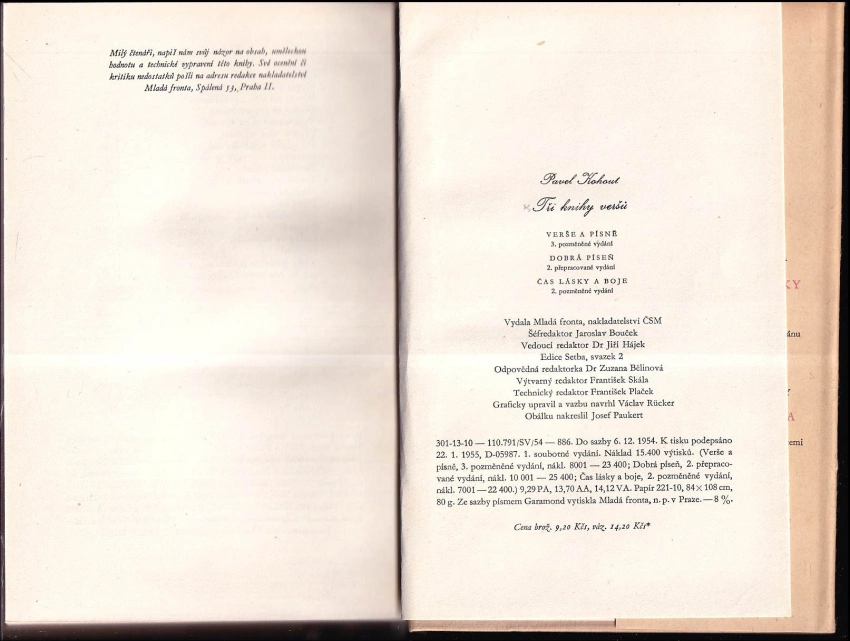 Milý čtenáři, napiš nám svůj názor na obsah, uměleckou
hodnotu a technické vypravení této knihy. Své ocenění či
kritiku nedostatků pošli na adresu redakce nakladatelství
Mladá fronta, Spálená 53, Praha II.
Pavel Kohout
Tři knihy veršů
VERŠE A PÍSNĚ
3. pozměněné vydání
DOBRÁ PÍSEŇ
2. přepracované vydání
ČAS LÁSKY A BOJE
2. pozměněné vydání
Vydala Mladá fronta, nakladatelství ČSM
Šéfredaktor Jaroslav Bouček
Vedoucí redaktor Dr Jiří Hájek
Edice Setba, svazek 2
Odpovědná redaktorka Dr Zuzana Bělinová
Výtvarný redaktor František Skála
Technický redaktor František Plaček
Graficky upravil a vazbu navrhl Václav Rücker
Obálku nakreslil Josef Paukert
301-13-10 — 110.791/SV/54 — 886. Do sazby 6. 12. 1954. K tisku podepsáno
22. 1. 1955, D-05987. 1. souborné vydání. Náklad 15.400 výtisků. (Verše a
písně, 3. pozměněné vydání, nákl. 8001 — 23 400; Dobrá píseň, 2. přepraco-
vané vydání, nákl. 10 001 — 25 400; Čas lásky a boje, 2. pozměněné vydání,
nákl. 7001 — 22 400.) 9,29 PA, 13,70 AA, 14,12 VA. Papír 221-10, 84 × 108 cm,
80 g. Ze sazby písmem Garamond vytiskla Mladá fronta, n. p. v Praze. — 8 %.
Cena brož. 9,20 Kčs, váz. 14,20 Kčs*
KY
ánu
A
emi